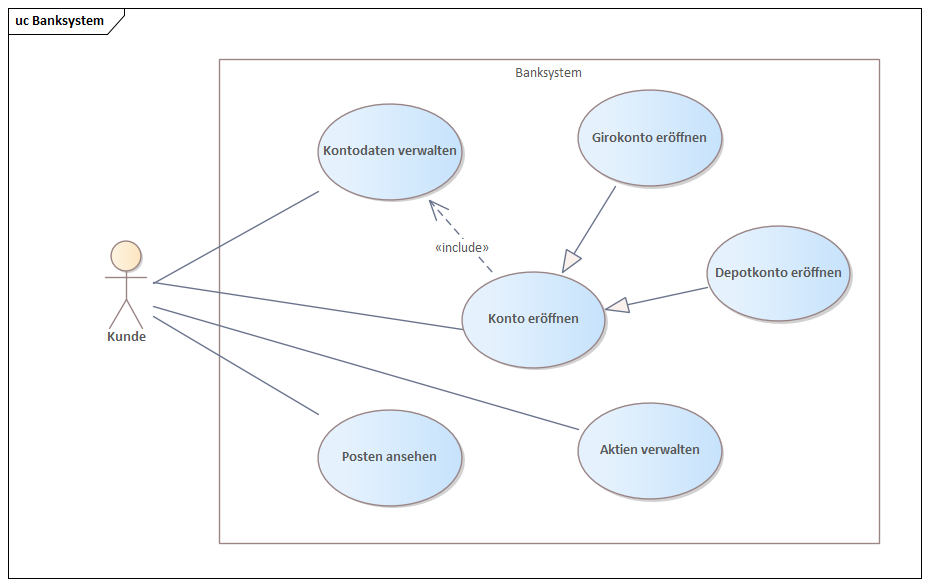 uc Banksystem
Banksystem
Kontodaten verwalten
Girokonto eröffnen
«include»
Depotkonto eröffnen
Konto eröffnen
Kunde
Posten ansehen
Aktien verwalten